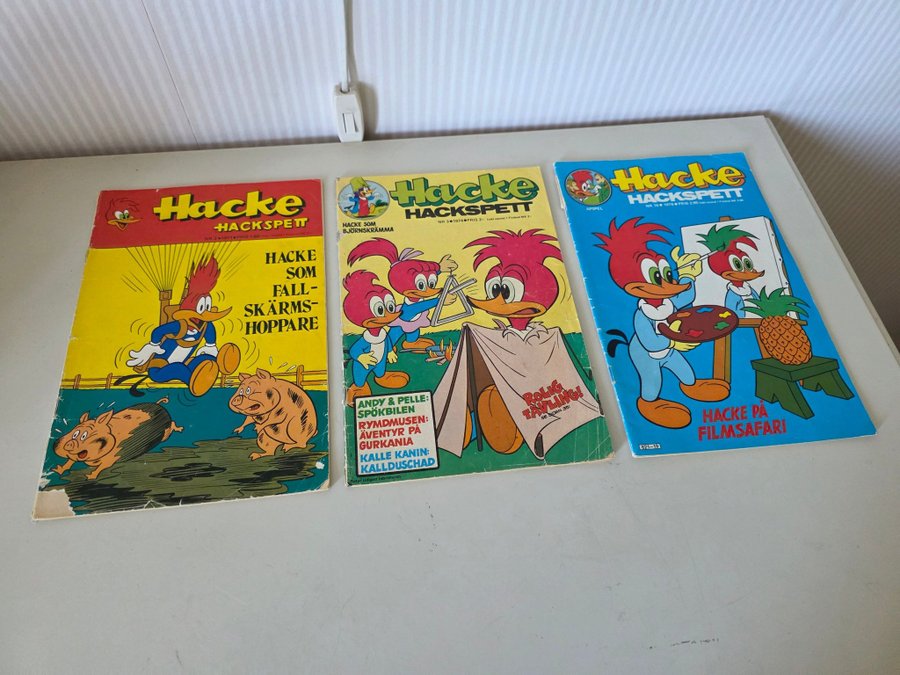 Hacke
HACKSPETT
HACKE
SOM
FALL-
SKÄRMS-
HOPPARE
Hacke
HACKSPETT
HACKE SOM
BJÖRNSKRÄMMA
ANDY & PELLE:
SPÖKBILEN
RYMDMUSEN:
ÄVENTYR PÅ
GURKANIA
KALLE KANIN:
KALLDUSCHAD
ROLIG
TÄVLING!
Hacke
HACKSPETT
APSPEL
HACKE PÅ
FILMSAFARI